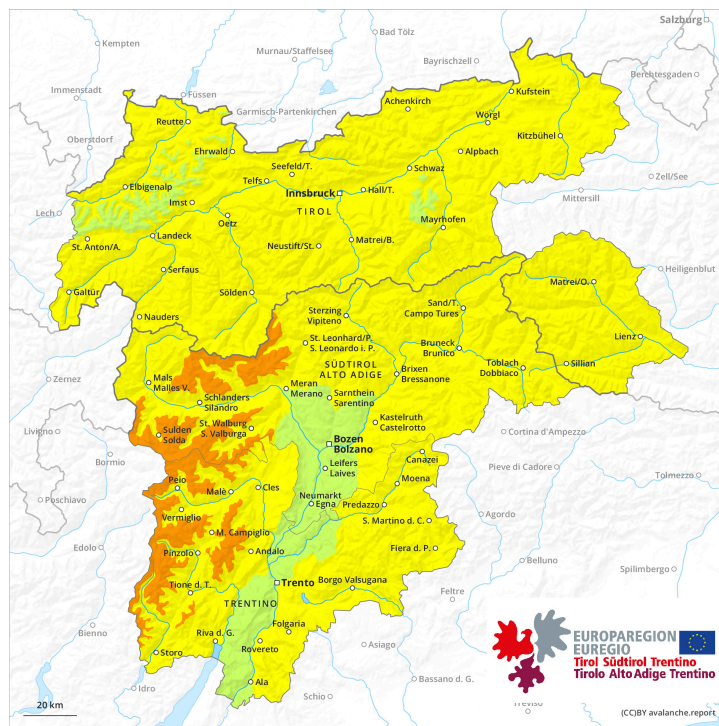 Salzburg
Kempten
Bad Tölz
Murnau/Staffelsee
Bayrischzell
Berchtesgaden
Immenstadt
Füssen
Garmisch-Partenkirchen
Achenkirch
Kufstein
Reutte
Wörgl
Oberstdorf
Kitzbühel
Ehrwald
Alpbach
Seefeld/T.
Schwaz
Zell/See
Telfs
Elbigenalp
Innsbruck
Hall/T.
Mittersill
Imst
Lech
TIROL
Oetz
Mayrhofen
Landeck
St. Anton/A.
Neustift/St.
Matrei/B.
Serfaus
Heiligenblut
Matrei/O.
Galtür
Sölden
Nauders
Sterzing
Vipiteno
Sand/T.
Campo Tures
Lienz
St. Leonhard/P.
S. Leonardo i. P.
Bruneck
Brunico
Toblach
Dobbiaco
Sillian
SÜDTIROL
ALTO ADIGE
Brixen
Bressanone
Zernez
Mals
Malles V.
Meran
Merano
Sarnthein
Sarentino
Schlanders
Silandro
Kastelruth
Castelrotto
St. Walburg
S. Valburga
Livigno
Sulden
Solda
Bozen
Bolzano
Cortina d'Ampezzo
Bormio
Canazei
Pieve di Cadore
Leifers
Laives
Tolmezzo
Peio
Malè
Cles
Moena
Poschiavo
Neumarkt
Egna
Predazzo
Vermiglio
Agordo
S. Martino d. C.
M. Campiglio
Edolo
Pinzolo
Andalo
Fiera d. P.
Belluno
Spilimbergo
Trento
Borgo Valsugana
Tione d. T.
Feltre
TRENTINO
Bienno
Folgaria
Riva d. G.
Rovereto
Storo
Asiago
Ala
Idro
Schio
Bassano d. G.
Treviso
EUROPAREGION
EUREGIO
Tirol Südtirol Trentino
Tirolo Alto Adige Trentino
20 km
(CC)BY avalanche.report